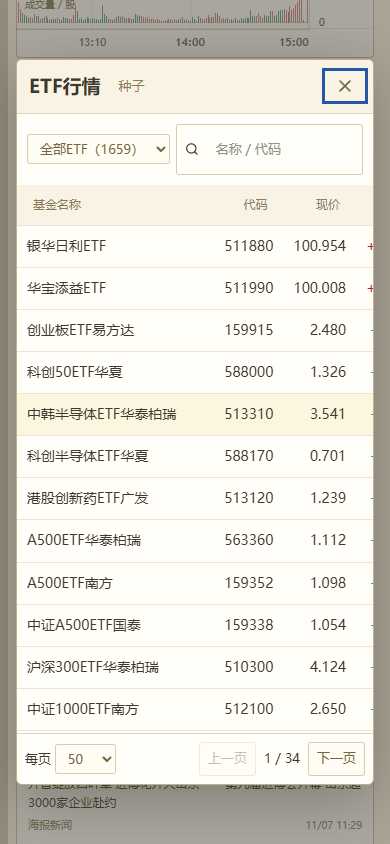 成交量 / 股
0
13:10 14:00 15:00
ETF行情 种子
全部ETF（1659） 名称 / 代码
基金名称 代码 现价
银华日利ETF 511880 100.954 +
华宝添益ETF 511990 100.008 +
创业板ETF易方达 159915 2.480 -
科创50ETF华夏 588000 1.326 -
中韩半导体ETF华泰柏瑞 513310 3.541 -
科创半导体ETF华夏 588170 0.701 -
港股创新药ETF广发 513120 1.239 -
A500ETF华泰柏瑞 563360 1.112 -
A500ETF南方 159352 1.098 -
中证A500ETF国泰 159338 1.054 -
沪深300ETF华泰柏瑞 510300 4.124 -
中证1000ETF南方 512100 2.650 -
每页 50 上一页 1 / 34 下一页
3000家企业赴约
海报新闻 11/07 11:29